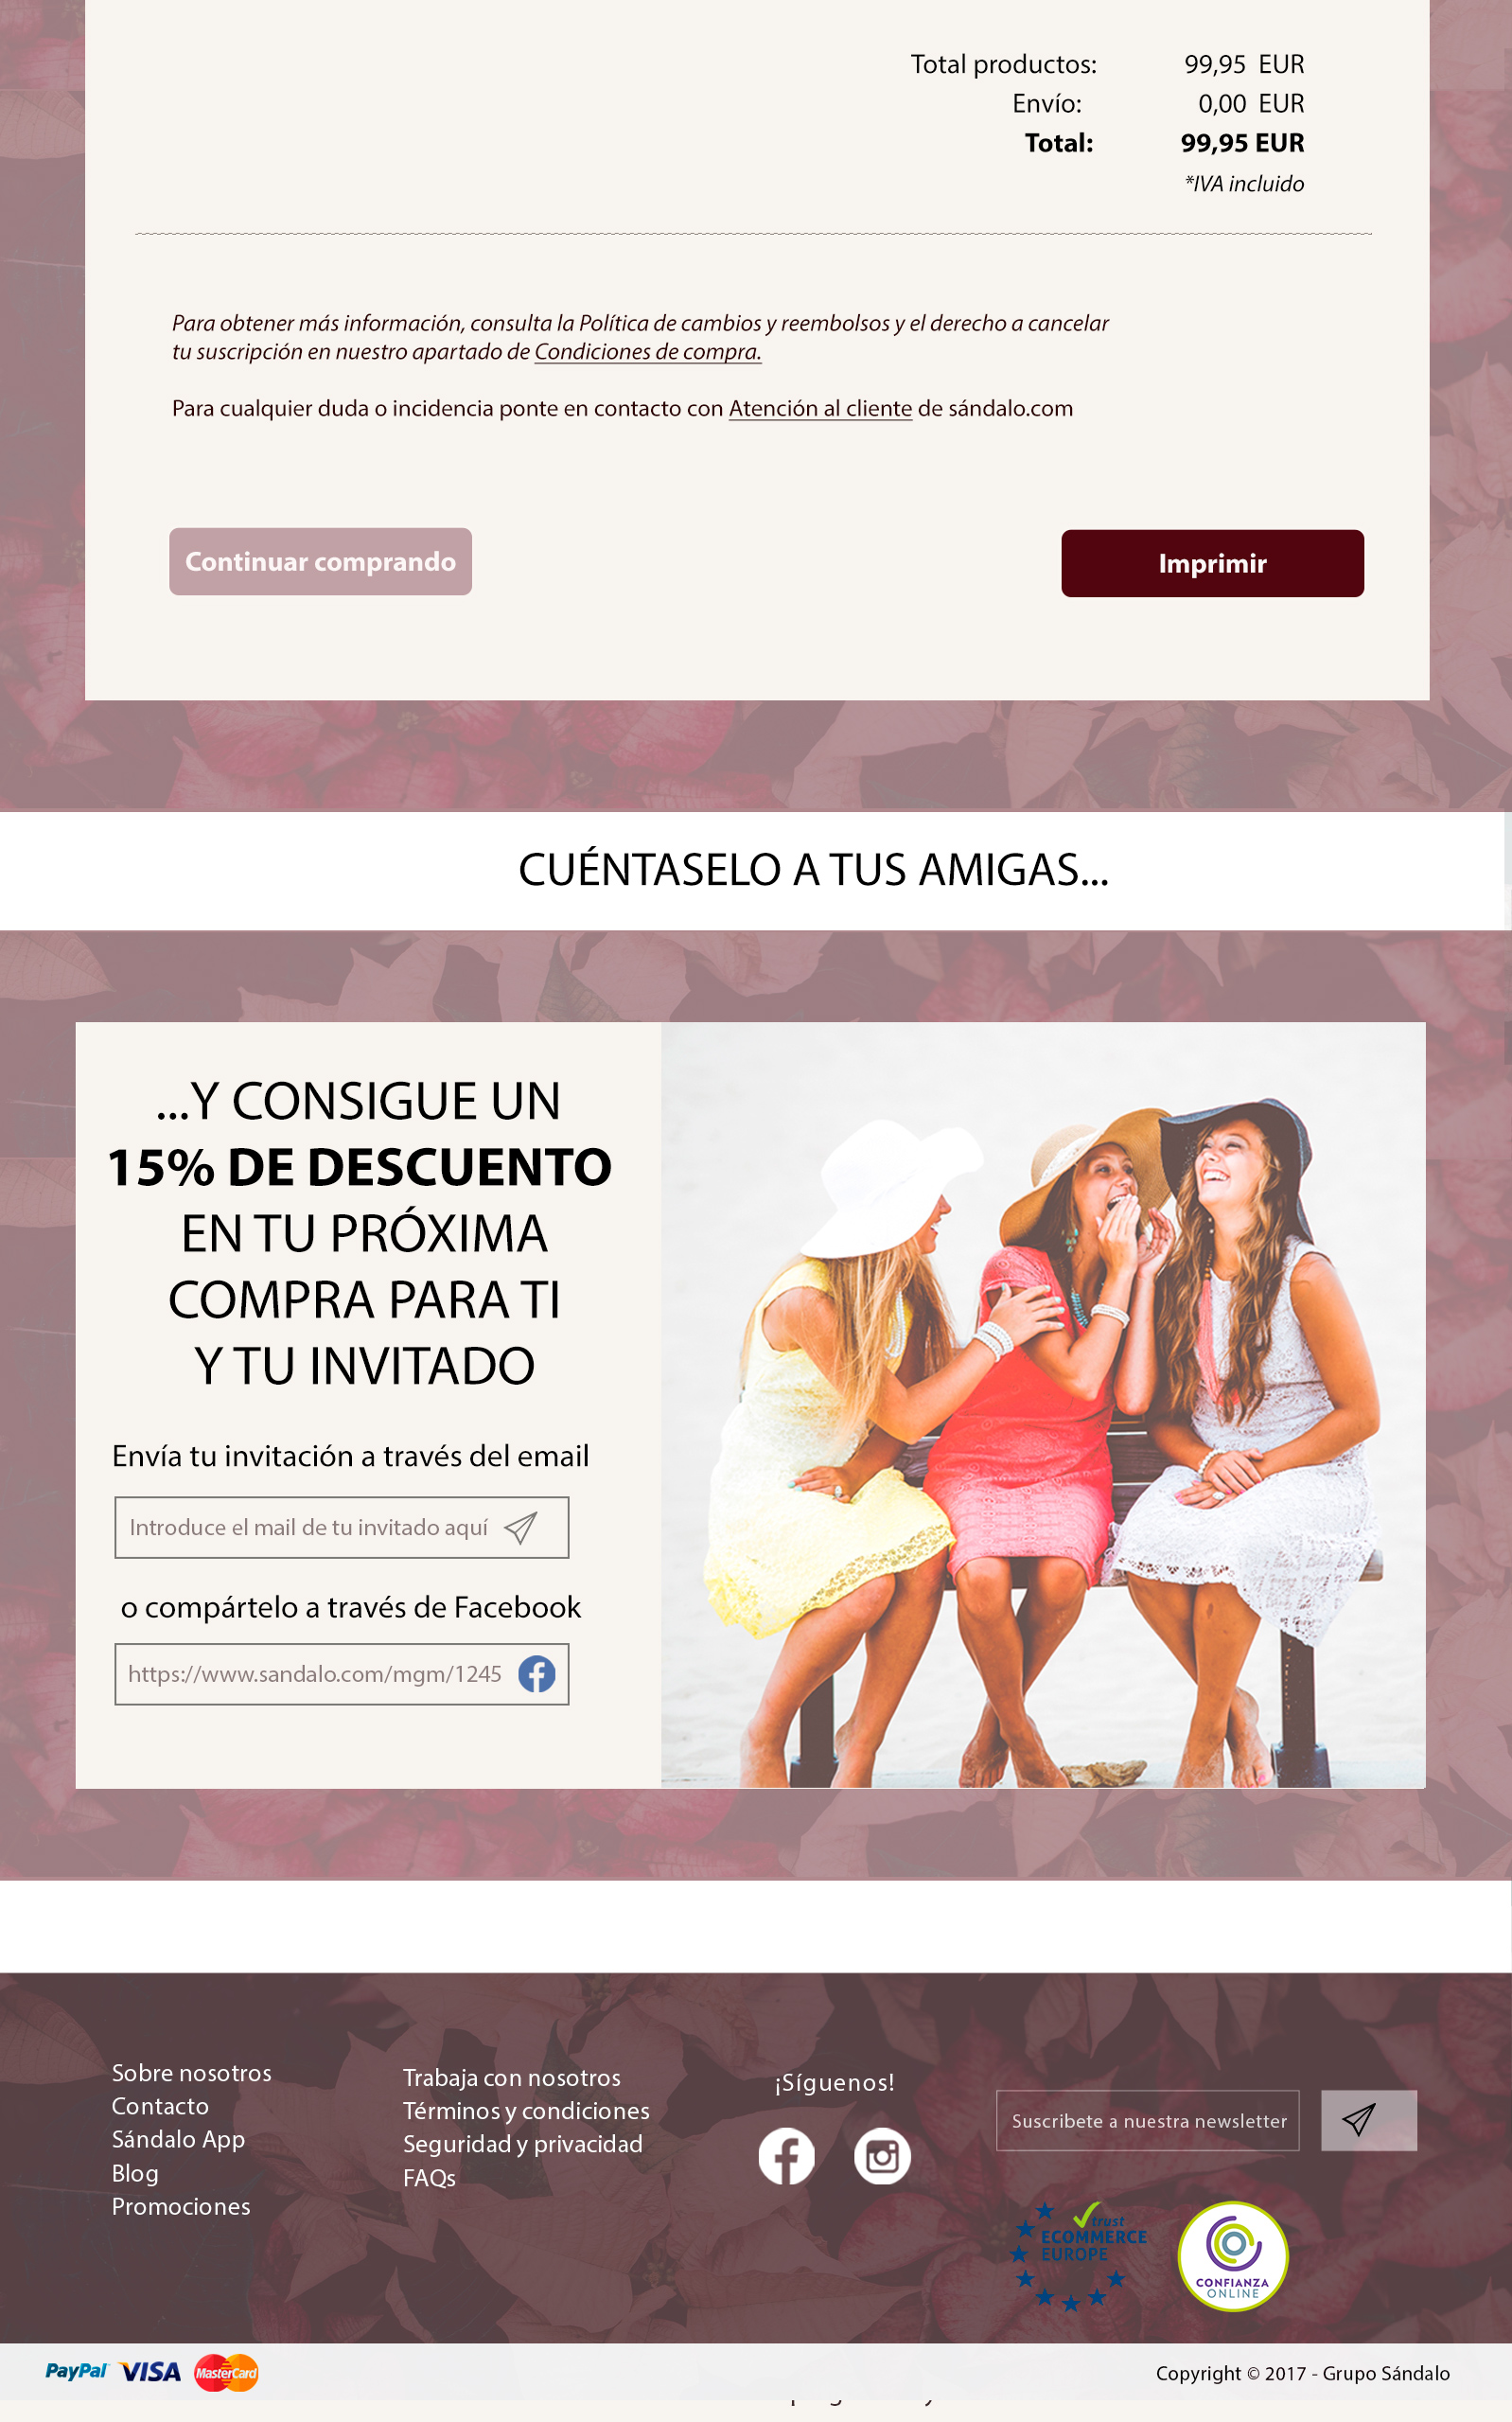 Total productos: 99,95 EUR
Envío: 0,00 EUR
Total: 99,95 EUR
*IVA incluido
Para obtener más información, consulta la Política de cambios y reembolsos y el derecho a cancelar
tu suscripción en nuestro apartado de Condiciones de compra.
Para cualquier duda o incidencia ponte en contacto con Atención al cliente de sándalo.com
Continuar comprando
Imprimir
CUÉNTASELO A TUS AMIGAS...
...Y CONSIGUE UN
15% DE DESCUENTO
EN TU PRÓXIMA
COMPRA PARA TI
Y TU INVITADO
Envía tu invitación a través del email
Introduce el mail de tu invitado aquí
o compártelo a través de Facebook
https://www.sandalo.com/mgm/1245
Sobre nosotros
Contacto
Sándalo App
Blog
Promociones
Trabaja con nosotros
Términos y condiciones
Seguridad y privacidad
FAQs
¡Síguenos!
Suscribete a nuestra newsletter
trust
ECOMMERCE
EUROPE
CONFIANZA
ONLINE
PayPal VISA MasterCard
Copyright © 2017 - Grupo Sándalo